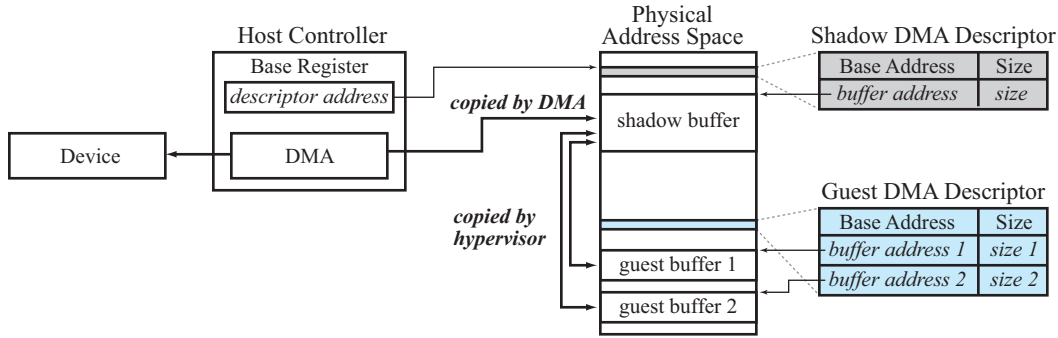 Host Controller
Base Register
descriptor address
DMA
Device
copied by DMA
copied by
hypervisor
Physical
Address Space
shadow buffer
guest buffer 1
guest buffer 2
Shadow DMA Descriptor
Base Address Size
buffer address size
Guest DMA Descriptor
Base Address Size
buffer address 1 size 1
buffer address 2 size 2